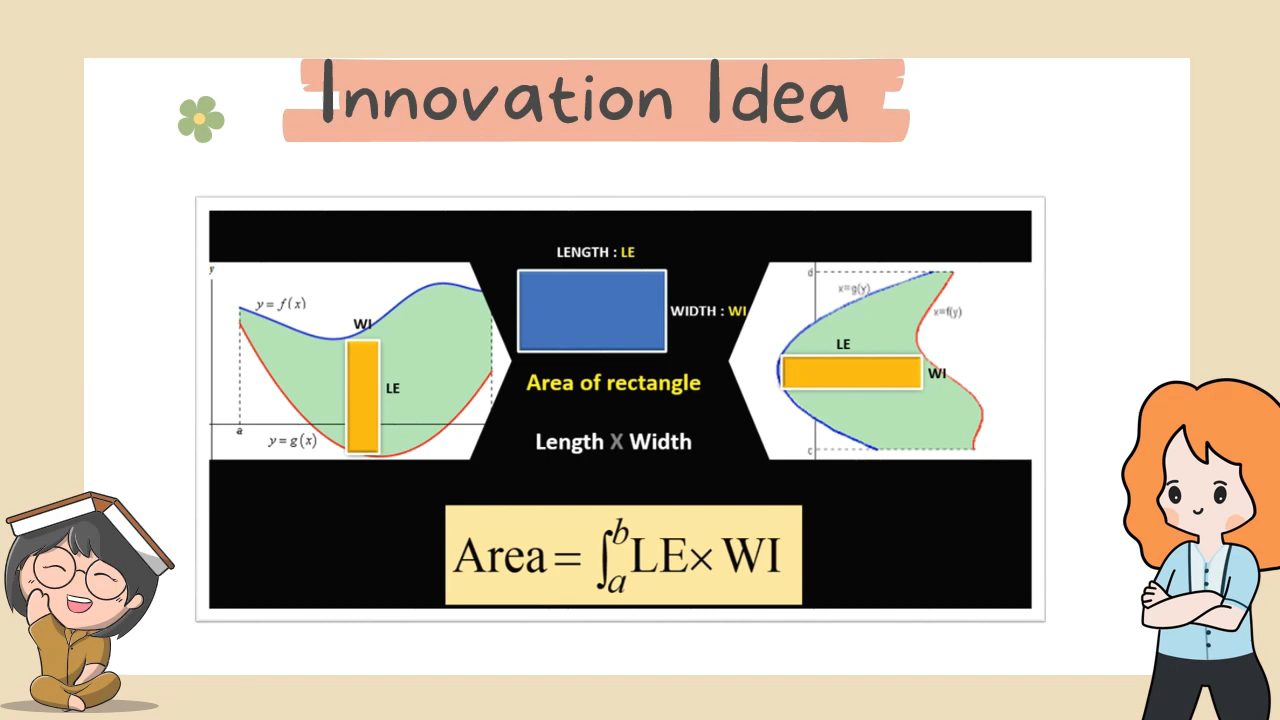 Innovation Idea
y
y = f(x)
WI
LE
a
y = g(x)
LENGTH : LE
WIDTH : WI
Area of rectangle
Length X Width
d
x=g(y)
x=f(y)
LE
WI
c
Area = ∫_a^b LE× WI